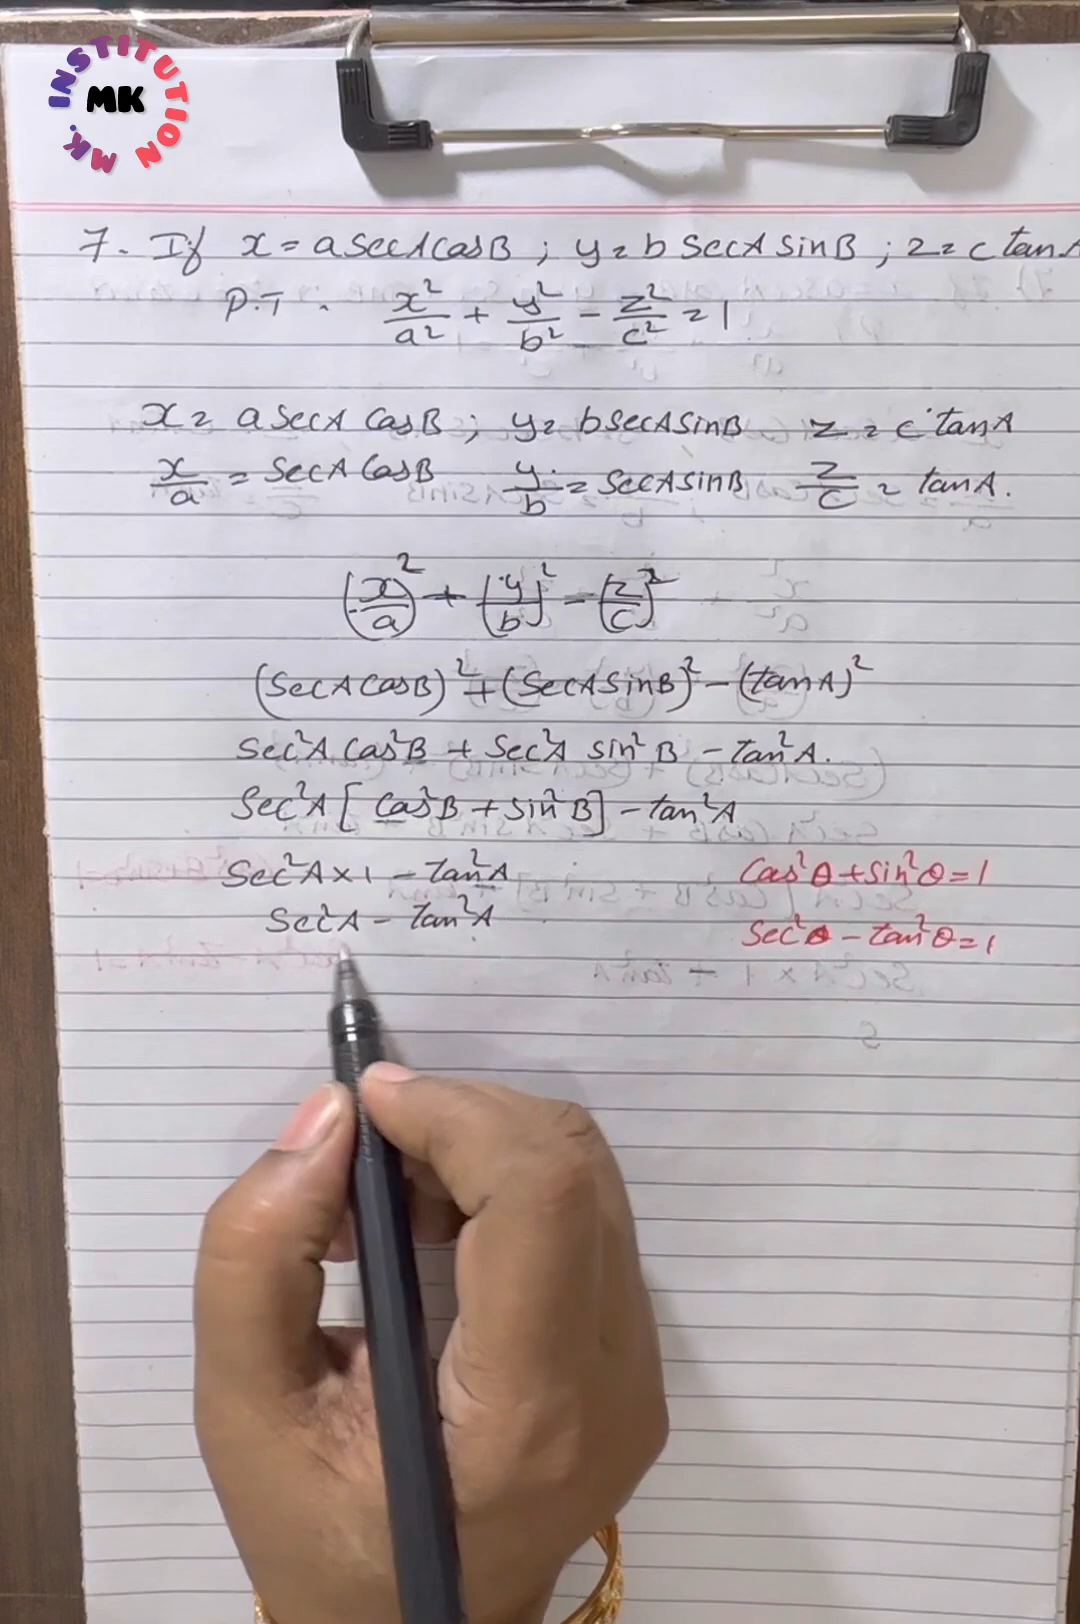 MK. INSTITUTION
MK
7. If x = a SecA CosB ; y = b SecA SinB ; z = c tanA
P.T. x²/a² + y²/b² - z²/c² = 1
x = a SecA CosB ; y = b SecA SinB z = c tanA
x/a = SecA CosB y/b = SecA sinB z/c = tanA.
(x/a)² + (y/b)² - (z/c)²
(SecA CosB)² + (SecA SinB)² - (tanA)²
Sec²A Cos²B + Sec²A sin²B - Tan²A.
Sec²A [Cos²B + Sin²B] - tan²A
Sec²A × 1 - Tan²A Cos²θ + Sin²θ = 1
Sec²A - Tan²A Sec²θ - Tan²θ = 1